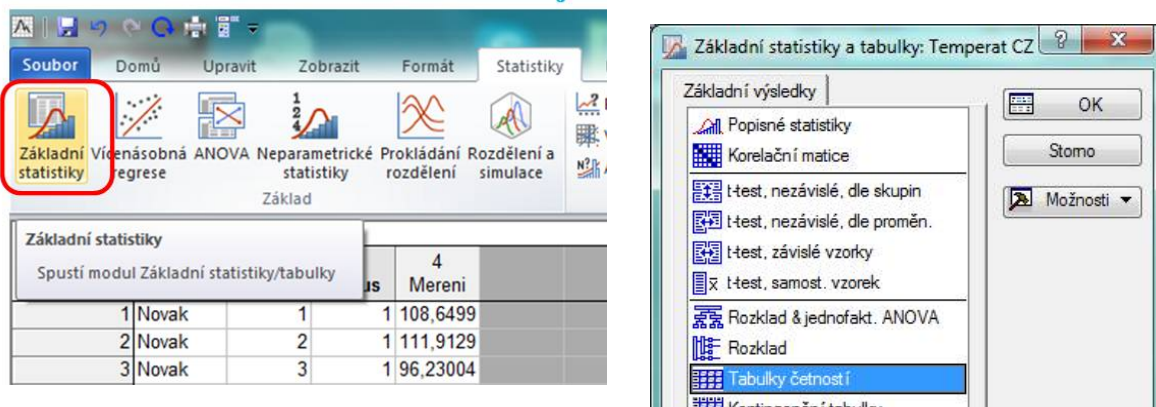 Soubor Domů Upravit Zobrazit Formát Statistiky
Základní statistiky
Vícenásobná regrese
ANOVA
Neparametrické statistiky
Prokládání rozdělení
Rozdělení a simulace
Základ
Základní statistiky
Spustí modul Základní statistiky/tabulky
us
4
Mereni
1 Novak 1 1 108,6499
2 Novak 2 1 111,9129
3 Novak 3 1 96,23004
Základní statistiky a tabulky: Temperat CZ
Základní výsledky
Popisné statistiky
Korelační matice
t-test, nezávislé, dle skupin
t-test, nezávislé, dle proměn.
t-test, závislé vzorky
t-test, samost. vzorek
Rozklad & jednofakt. ANOVA
Rozklad
Tabulky četností
OK
Storno
Možnosti